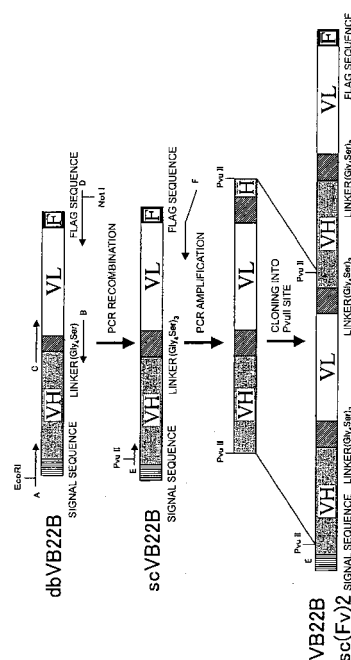 EcoRI
A
C
dbVB22B
VH
VL
F
SIGNAL SEQUENCE
LINKER(Gly₄Ser)
B
FLAG SEQUENCE
D
Not I
PCR RECOMBINATION
Pvu II
E
scVB22B
VH
VL
F
SIGNAL SEQUENCE
LINKER(Gly₄Ser)₃
FLAG SEQUENCE
F
PCR AMPLIFICATION
Pvu II
Pvu II
VH
VL
H
CLONING INTO
PvuII SITE
Pvu II
E
Pvu II
VB22B
sc(Fv)2
VH
VL
VH
VL
F
SIGNAL SEQUENCE
LINKER(Gly₄Ser)₃
LINKER(Gly₄Ser)₃
LINKER(Gly₄Ser)₃
FLAG SEQUENCE